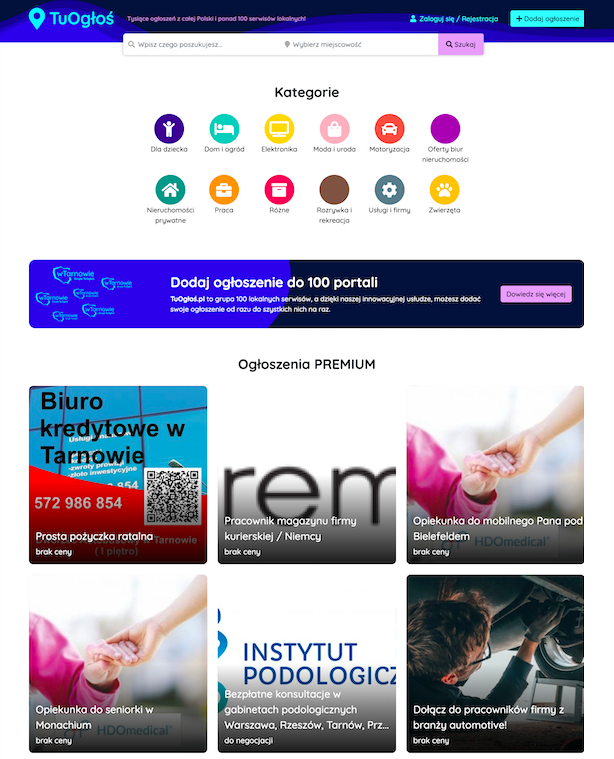 TuOgłoś
Tysiące ogłoszeń z całej Polski i ponad 100 serwisów lokalnych!
Zaloguj się / Rejestracja
+ Dodaj ogłoszenie
Wpisz czego poszukujesz...
Wybierz miejscowość
Szukaj
Kategorie
Dla dziecka
Dom i ogród
Elektronika
Moda i uroda
Motoryzacja
Oferty biur
nieruchomości
Nieruchomości
prywatne
Praca
Różne
Rozrywka i
rekreacja
Usługi i firmy
Zwierzęta
wTarnowie
wTarnowie
wTarnowie
wTarnowie
wTarnowie
wTarnowie
Dodaj ogłoszenie do 100 portali
TuOgłoś.pl to grupa 100 lokalnych serwisów, a dzięki naszej innowacyjnej usłudze, możesz dodać
swoje ogłoszenie od razu do szystkich nich na raz.
Dowiedz się więcej
Ogłoszenia PREMIUM
Biuro
kredytowe w
Tarnowie
572 986 854
Prosta pożyczka ratalna
w Tarnowie
( I piętro)
brak ceny
rem
Pracownik magazynu firmy
kurierskiej / Niemcy
brak ceny
Opiekunka do mobilnego Pana pod
Bielefeldem
HDOmedical
brak ceny
Opiekunka do seniorki w
Monachium
HDOmedical
brak ceny
INSTYTUT
PODOLOGICZ
Bezpłatne konsultacje w
gabinetach podologicznych
Warszawa, Rzeszów, Tarnów, Prz...
do negocjacji
Dołącz do pracowników firmy z
branży automotive!
brak ceny